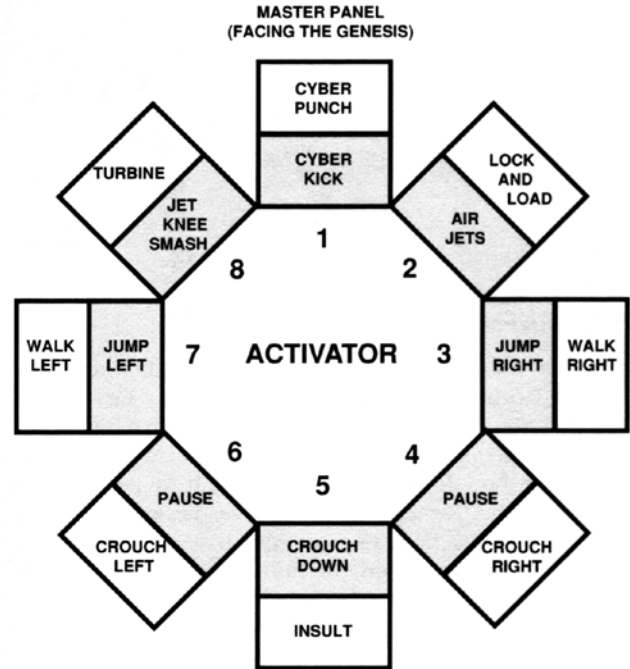 MASTER PANEL
(FACING THE GENESIS)
CYBER
PUNCH
CYBER
KICK
TURBINE
JET
KNEE
SMASH
LOCK
AND
LOAD
AIR
JETS
1
2
8
WALK
LEFT
JUMP
LEFT
7
ACTIVATOR
3
JUMP
RIGHT
WALK
RIGHT
6
5
4
PAUSE
CROUCH
LEFT
CROUCH
DOWN
INSULT
PAUSE
CROUCH
RIGHT